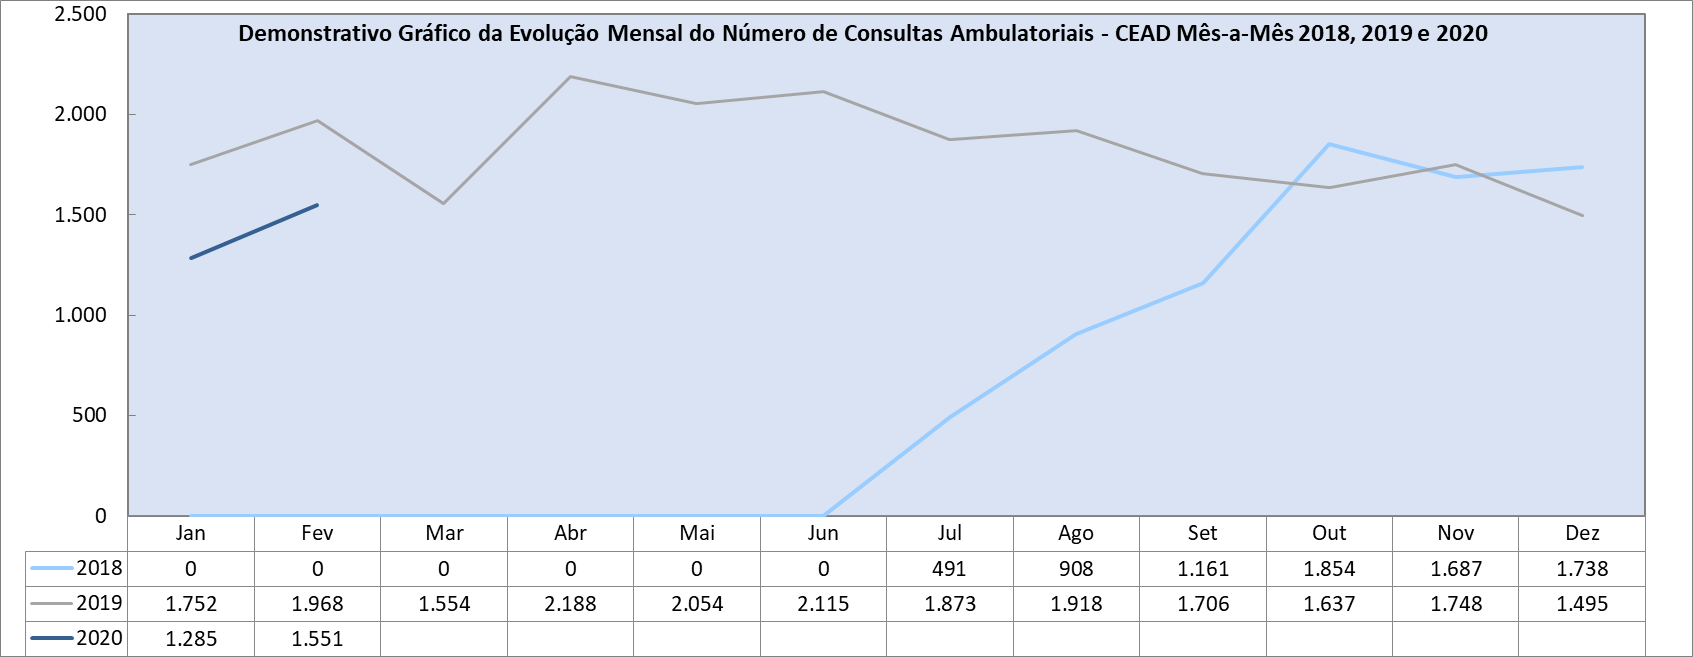 Demonstrativo Gráfico da Evolução Mensal do Número de Consultas Ambulatoriais - CEAD Mês-a-Mês 2018, 2019 e 2020
2.500
2.000
1.500
1.000
500
0
Jan Fev Mar Abr Mai Jun Jul Ago Set Out Nov Dez
2018 0 0 0 0 0 0 491 908 1.161 1.854 1.687 1.738
2019 1.752 1.968 1.554 2.188 2.054 2.115 1.873 1.918 1.706 1.637 1.748 1.495
2020 1.285 1.551